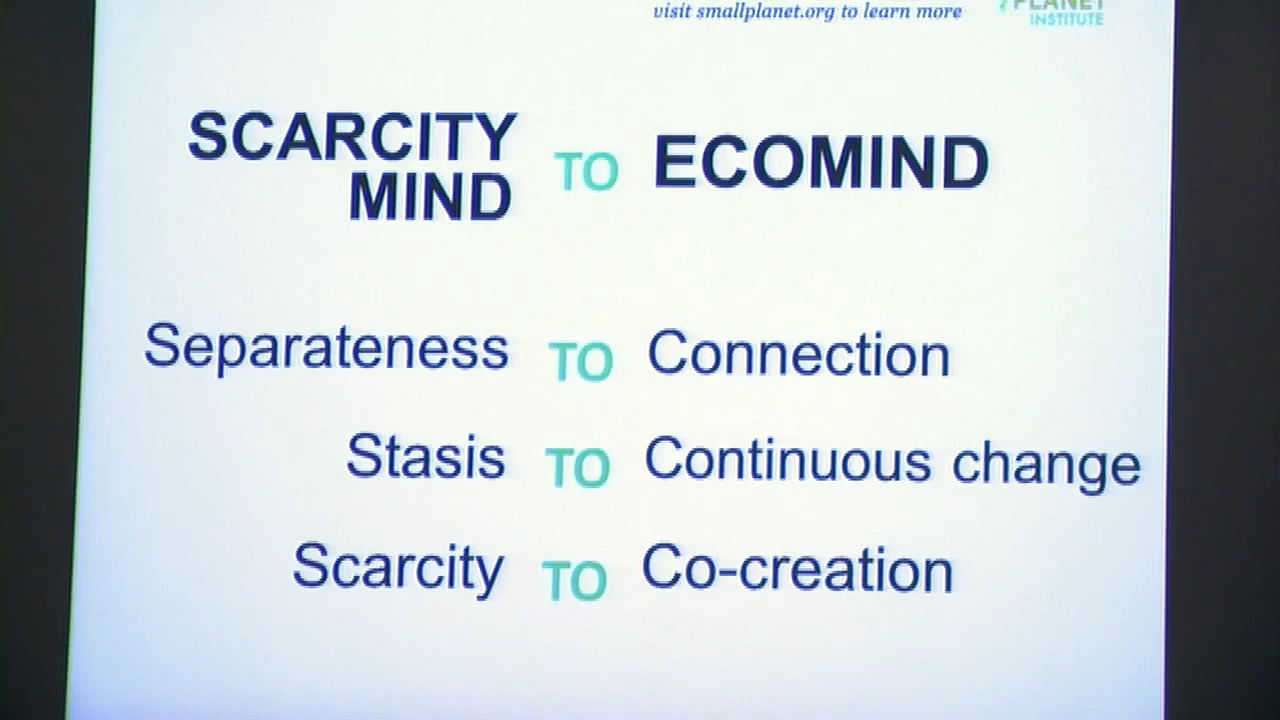 visit smallplanet.org to learn more
PLANET
INSTITUTE
SCARCITY
MIND TO ECOMIND
Separateness TO Connection
Stasis TO Continuous change
Scarcity TO Co-creation